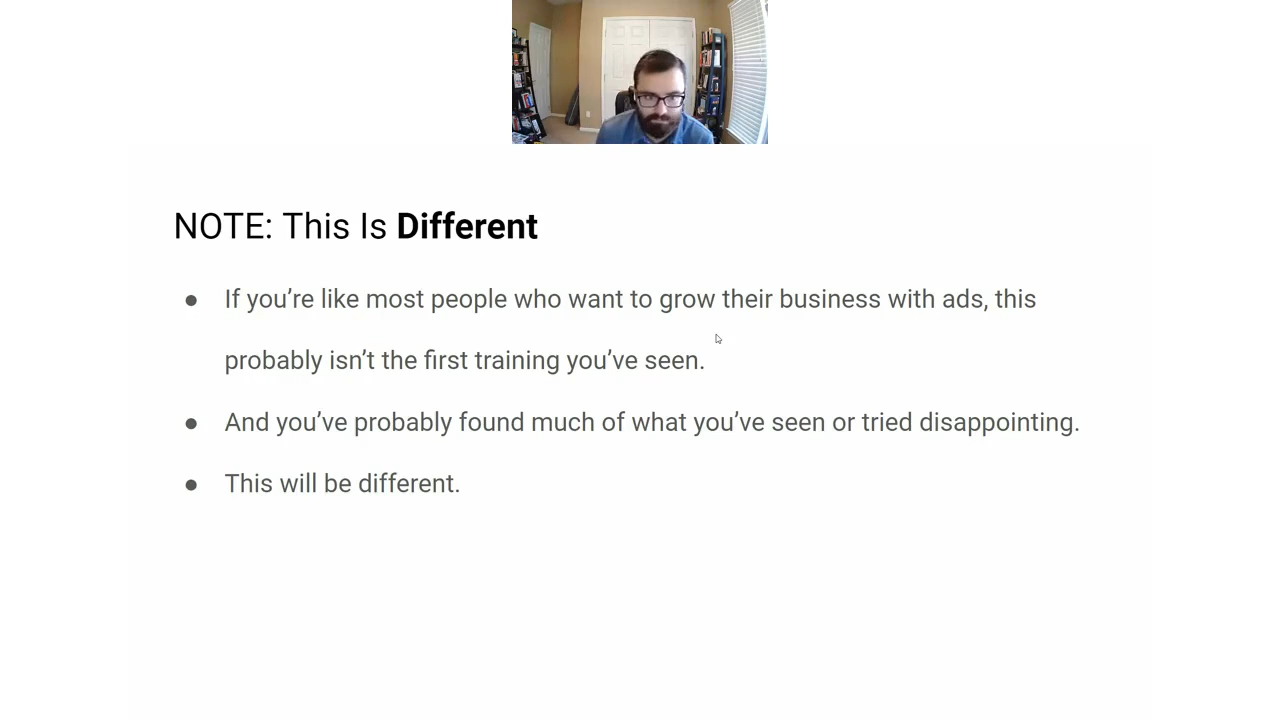 NOTE: This Is Different
● If you’re like most people who want to grow their business with ads, this
probably isn’t the first training you’ve seen.
● And you’ve probably found much of what you’ve seen or tried disappointing.
● This will be different.